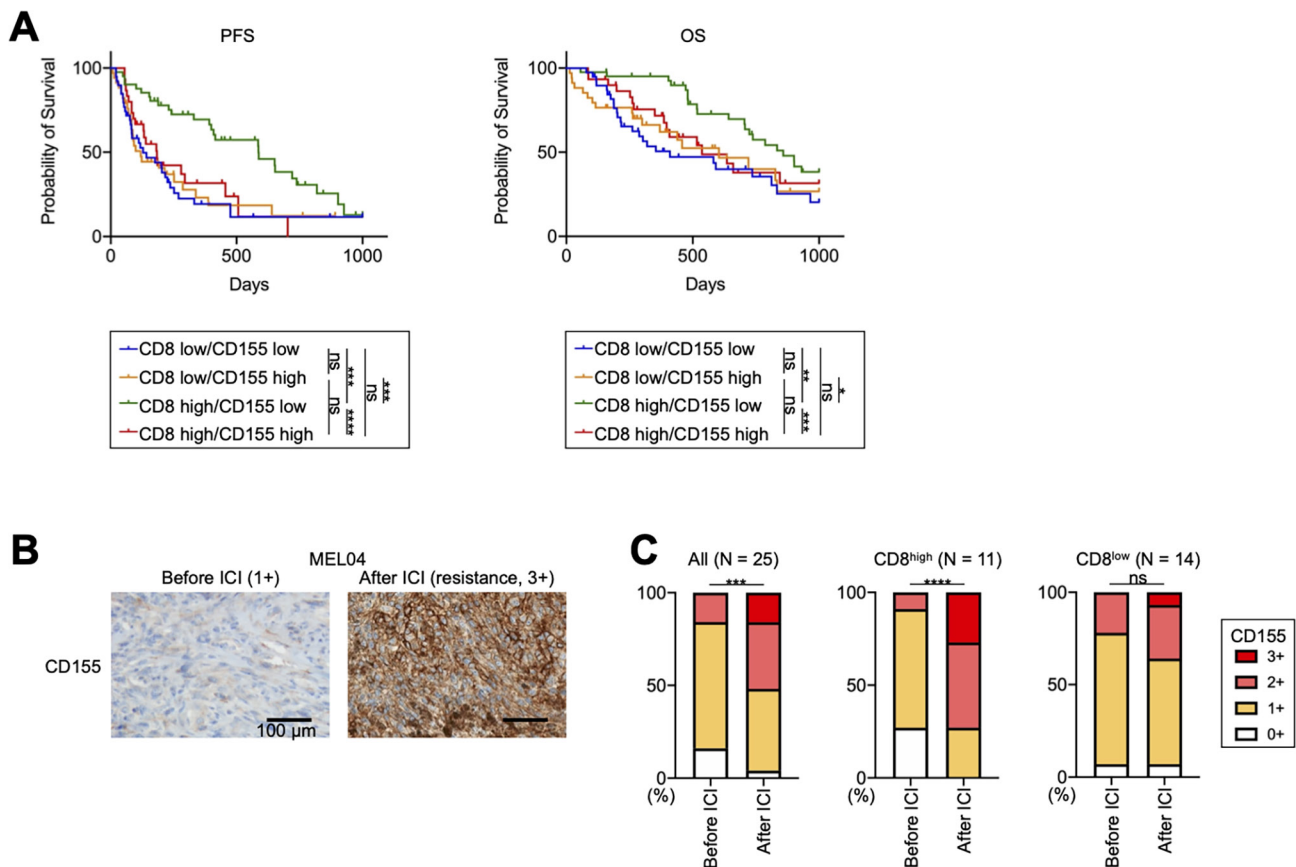 A
PFS
OS
Probability of Survival
100
50
0
0
500
1000
Days
Probability of Survival
100
50
0
0
500
1000
Days
CD8 low/CD155 low
CD8 low/CD155 high
CD8 high/CD155 low
CD8 high/CD155 high
ns
***
ns
***
ns
****
CD8 low/CD155 low
CD8 low/CD155 high
CD8 high/CD155 low
CD8 high/CD155 high
ns
**
ns
*
ns
***
B
MEL04
Before ICI (1+)
After ICI (resistance, 3+)
CD155
100 µm
C
All (N = 25)
CD8high (N = 11)
CD8low (N = 14)
***
****
ns
100
50
0
(%)
Before ICI
After ICI
100
50
0
(%)
Before ICI
After ICI
100
50
0
(%)
Before ICI
After ICI
CD155
3+
2+
1+
0+